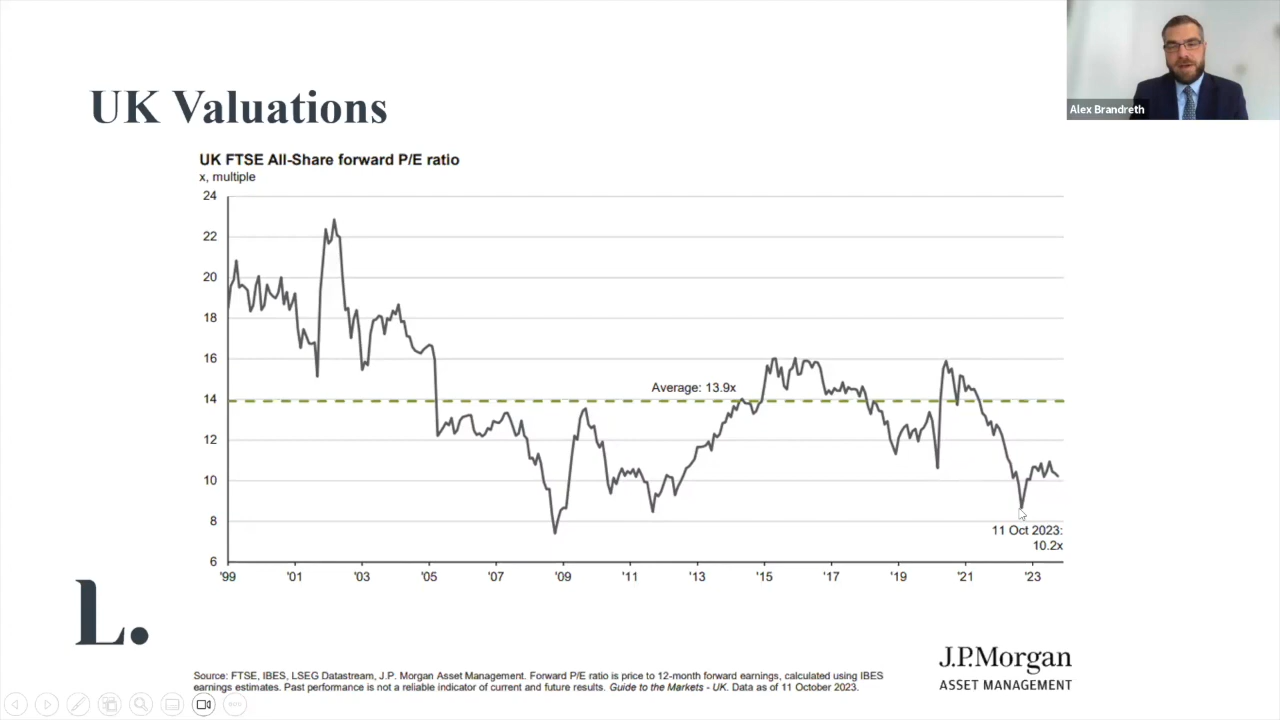 Alex Brandreth
UK Valuations
UK FTSE All-Share forward P/E ratio
x, multiple
24
22
20
18
16
14
12
10
8
6
Average: 13.9x
11 Oct 2023:
10.2x
'99 '01 '03 '05 '07 '09 '11 '13 '15 '17 '19 '21 '23
L.
J.P.Morgan
ASSET MANAGEMENT
Source: FTSE, IBES, LSEG Datastream, J.P. Morgan Asset Management. Forward P/E ratio is price to 12-month forward earnings, calculated using IBES
earnings estimates. Past performance is not a reliable indicator of current and future results. Guide to the Markets - UK. Data as of 11 October 2023.